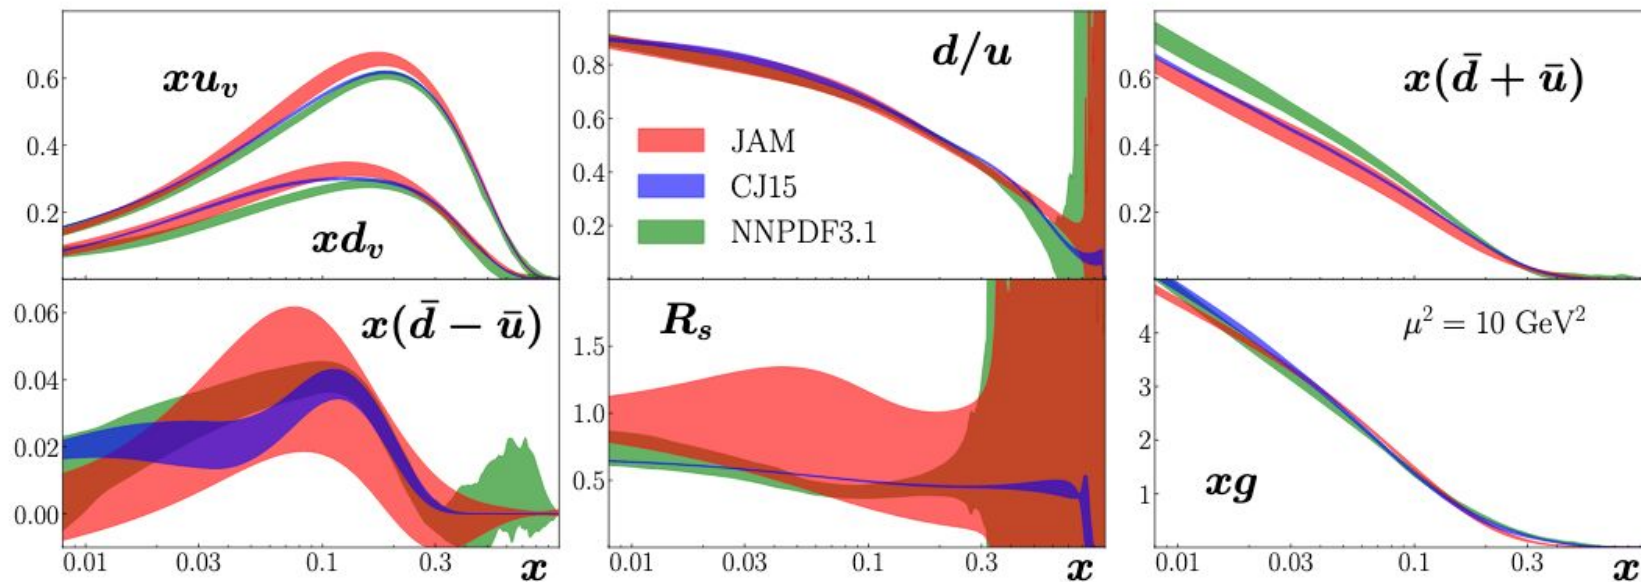 xu_v
xd_v
0.6
0.4
0.2
d/u
0.8
0.6
0.4
0.2
JAM
CJ15
NNPDF3.1
x(d̄ + ū)
0.6
0.4
0.2
x(d̄ − ū)
0.06
0.04
0.02
0.00
0.01 0.03 0.1 0.3 x
R_s
1.5
1.0
0.5
0.01 0.03 0.1 0.3 x
μ² = 10 GeV²
4
3
2
1
xg
0.01 0.03 0.1 0.3 x